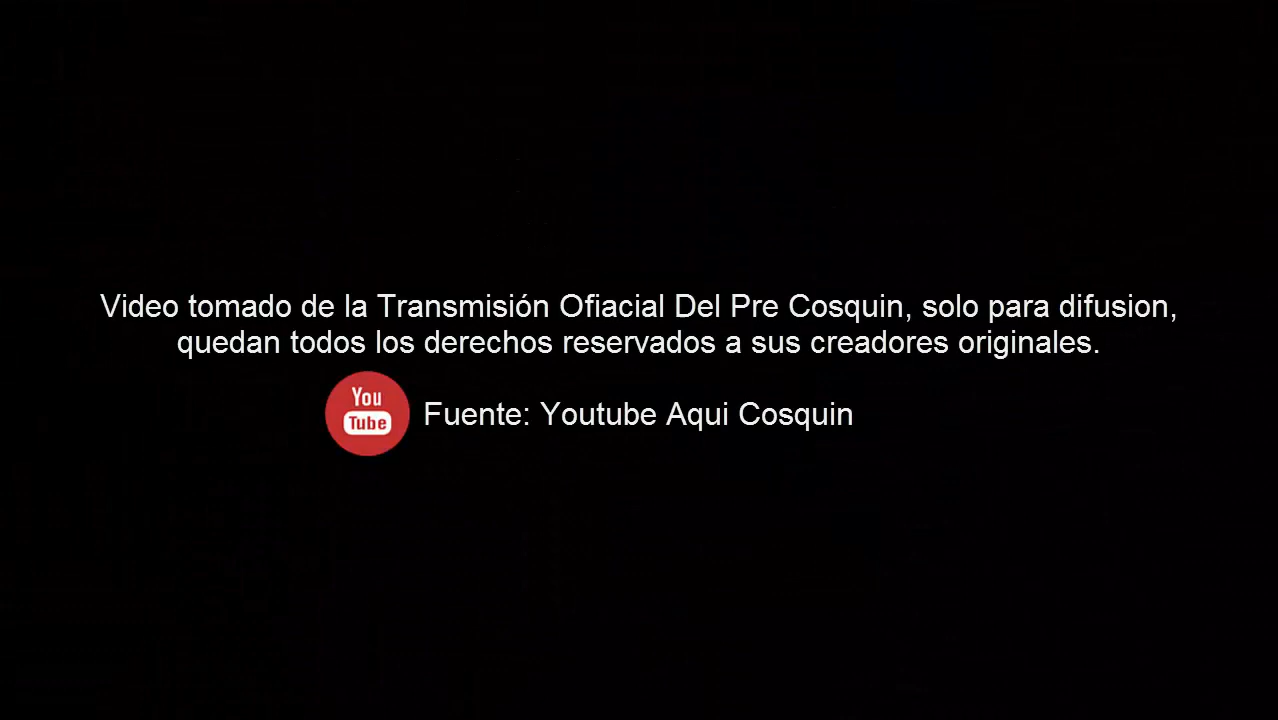 Video tomado de la Transmisión Ofiacial Del Pre Cosquin, solo para difusion,
quedan todos los derechos reservados a sus creadores originales.
You
Tube
Fuente: Youtube Aqui Cosquin